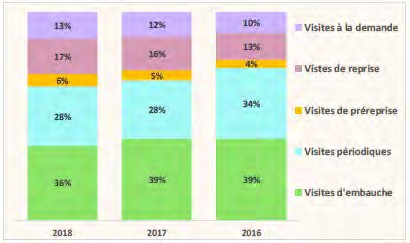 13% 12% 10% Visites à la demande
17% 16% 13% Vistes de reprise
6% 5% 4%
Visites de préreprise
28% 28% 34%
Visites périodiques
36% 39% 39% Visites d'embauche
2018 2017 2016